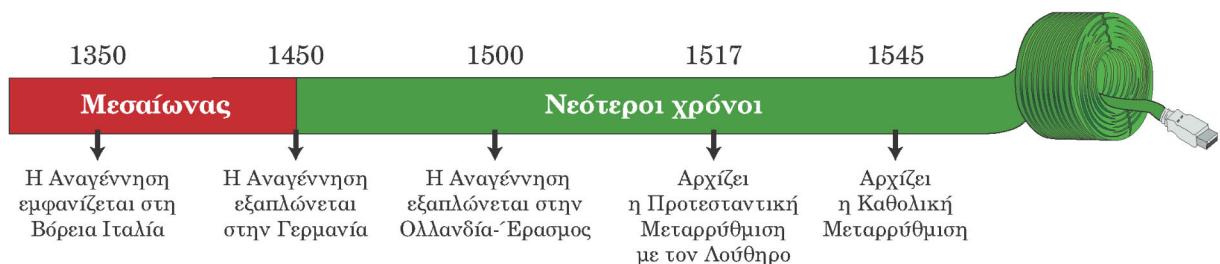 1350
1450
1500
1517
1545
Μεσαίωνας
Νεότεροι χρόνοι
Η Αναγέννηση
εμφανίζεται στη
Βόρεια Ιταλία
Η Αναγέννηση
εξαπλώνεται
στην Γερμανία
Η Αναγέννηση
εξαπλώνεται στην
Ολλανδία-Έρασμος
Αρχίζει
η Προτεσταντική
Μεταρρύθμιση
με τον Λούθηρο
Αρχίζει
η Καθολική
Μεταρρύθμιση